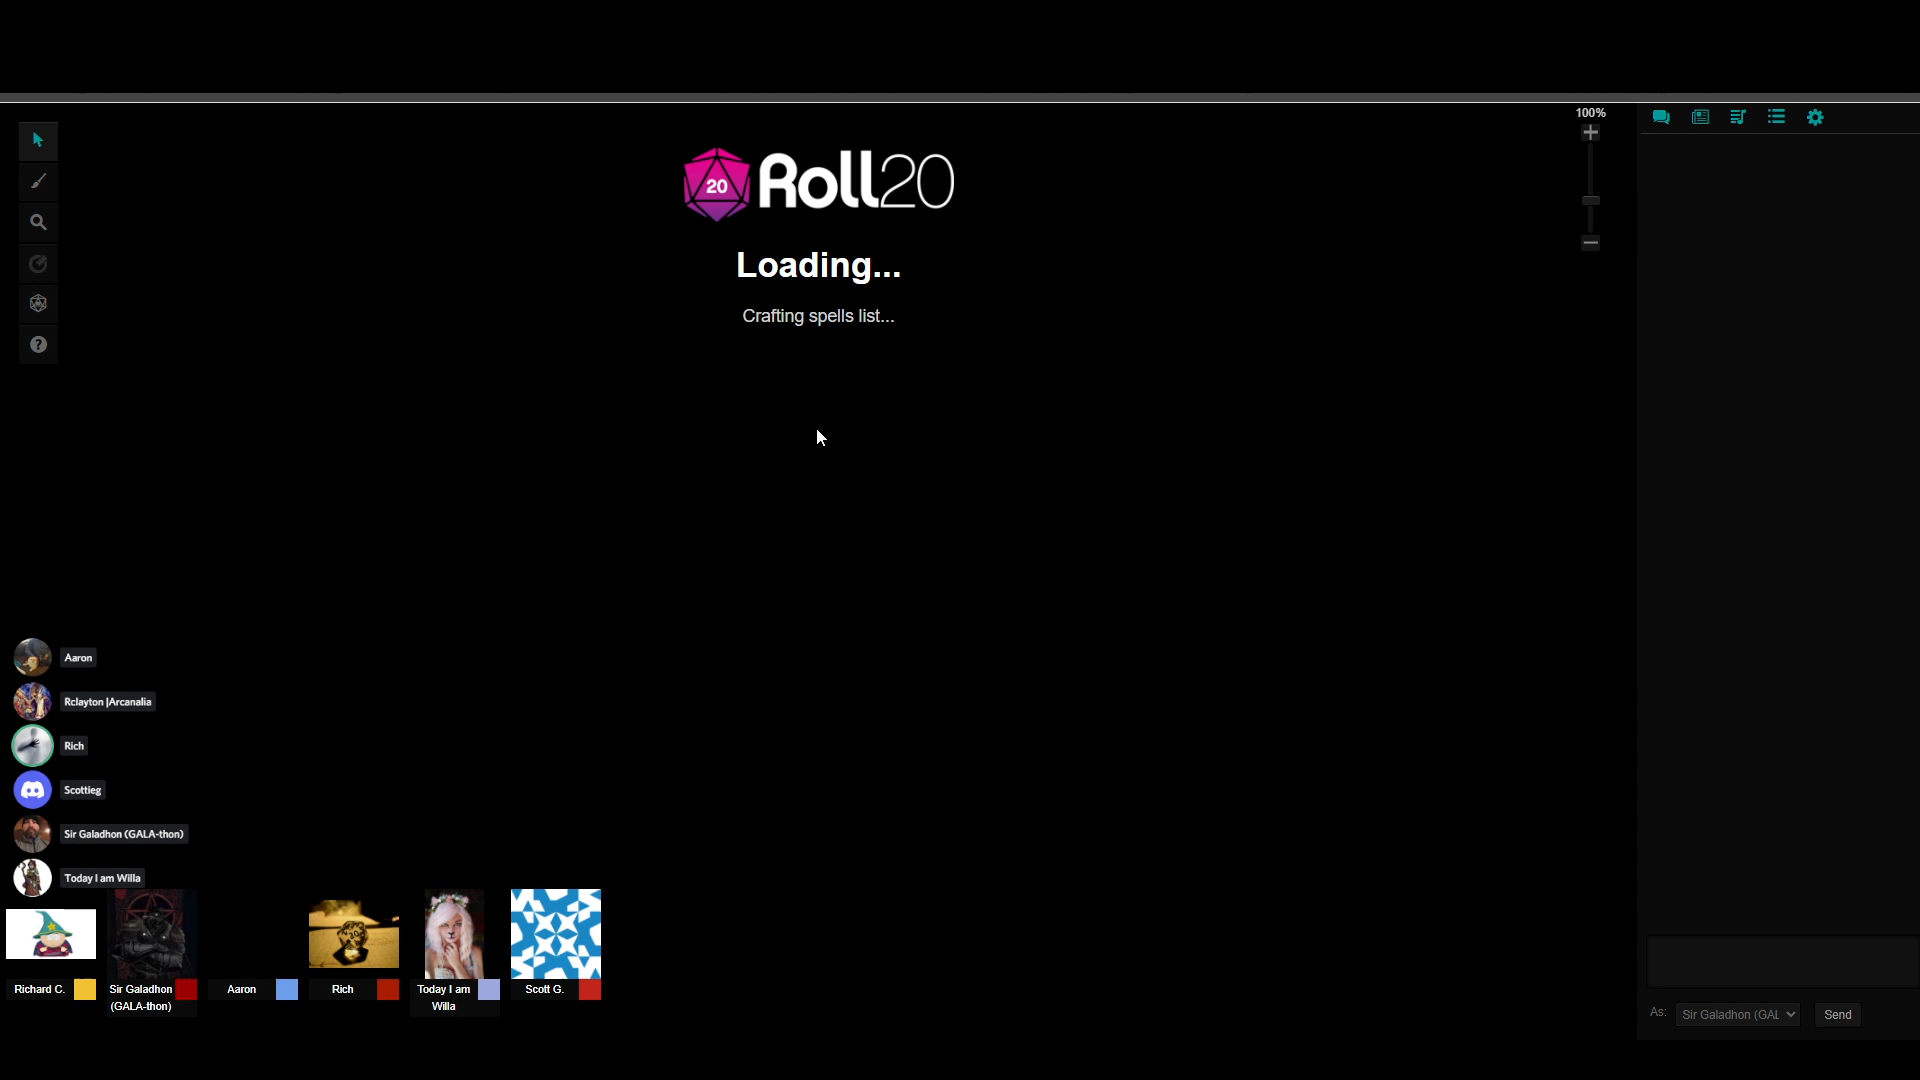 100%
20 Roll20
Loading...
Crafting spells list...
Aaron
Rclayton |Arcanalia
Rich
Scottieg
Sir Galadhon (GALA-thon)
Today I am Willa
Richard C.
Sir Galadhon
(GALA-thon)
Aaron
Rich
Today I am
Willa
Scott G.
As:
Sir Galadhon (GAL
Send